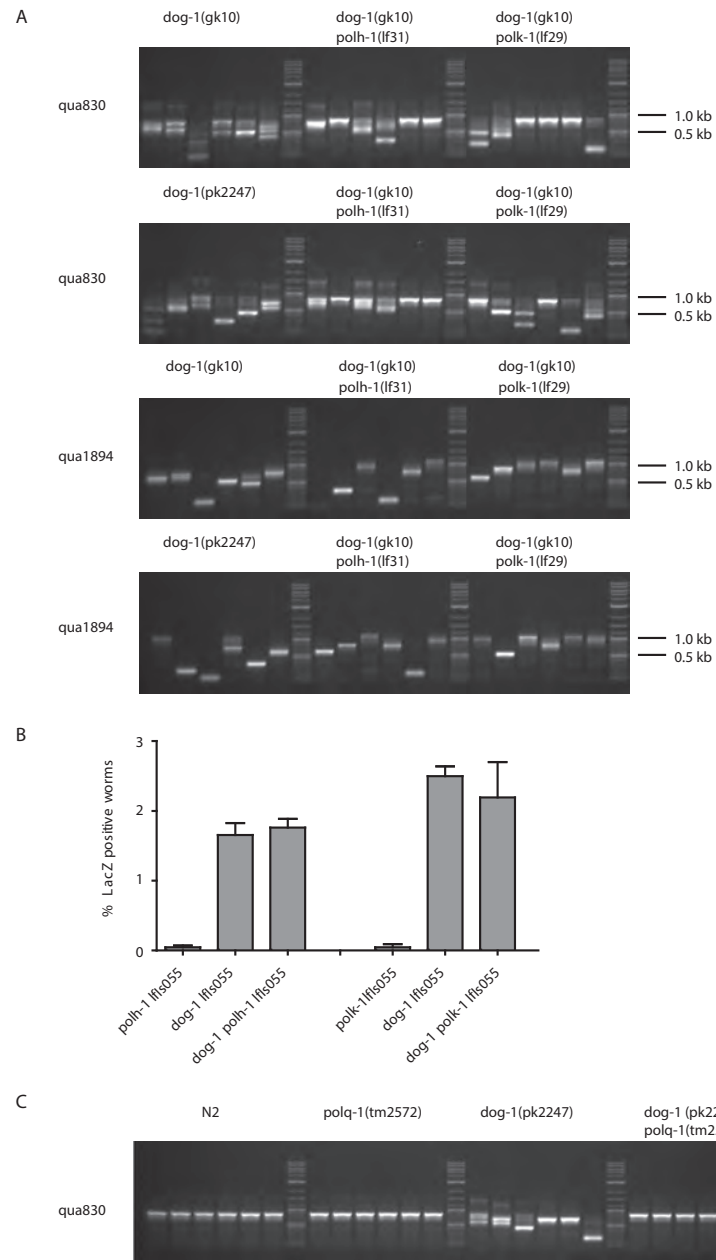 A
dog-1(gk10) dog-1(gk10) dog-1(gk10)
polh-1(lf31) polk-1(lf29)
qua830
1.0 kb
0.5 kb
dog-1(pk2247) dog-1(gk10) dog-1(gk10)
polh-1(lf31) polk-1(lf29)
qua830
1.0 kb
0.5 kb
dog-1(gk10) dog-1(gk10) dog-1(gk10)
polh-1(lf31) polk-1(lf29)
qua1894
1.0 kb
0.5 kb
dog-1(pk2247) dog-1(gk10) dog-1(gk10)
polh-1(lf31) polk-1(lf29)
qua1894
1.0 kb
0.5 kb
B
% LacZ positive worms
3
2
1
0
polh-1 lfIs055
dog-1 lfIs055
dog-1 polh-1 lfIs055
polk-1lfIs055
dog-1 lfIs055
dog-1 polk-1 lfIs055
C
N2 polq-1(tm2572) dog-1(pk2247) dog-1 (pk22
polq-1(tm2
qua830